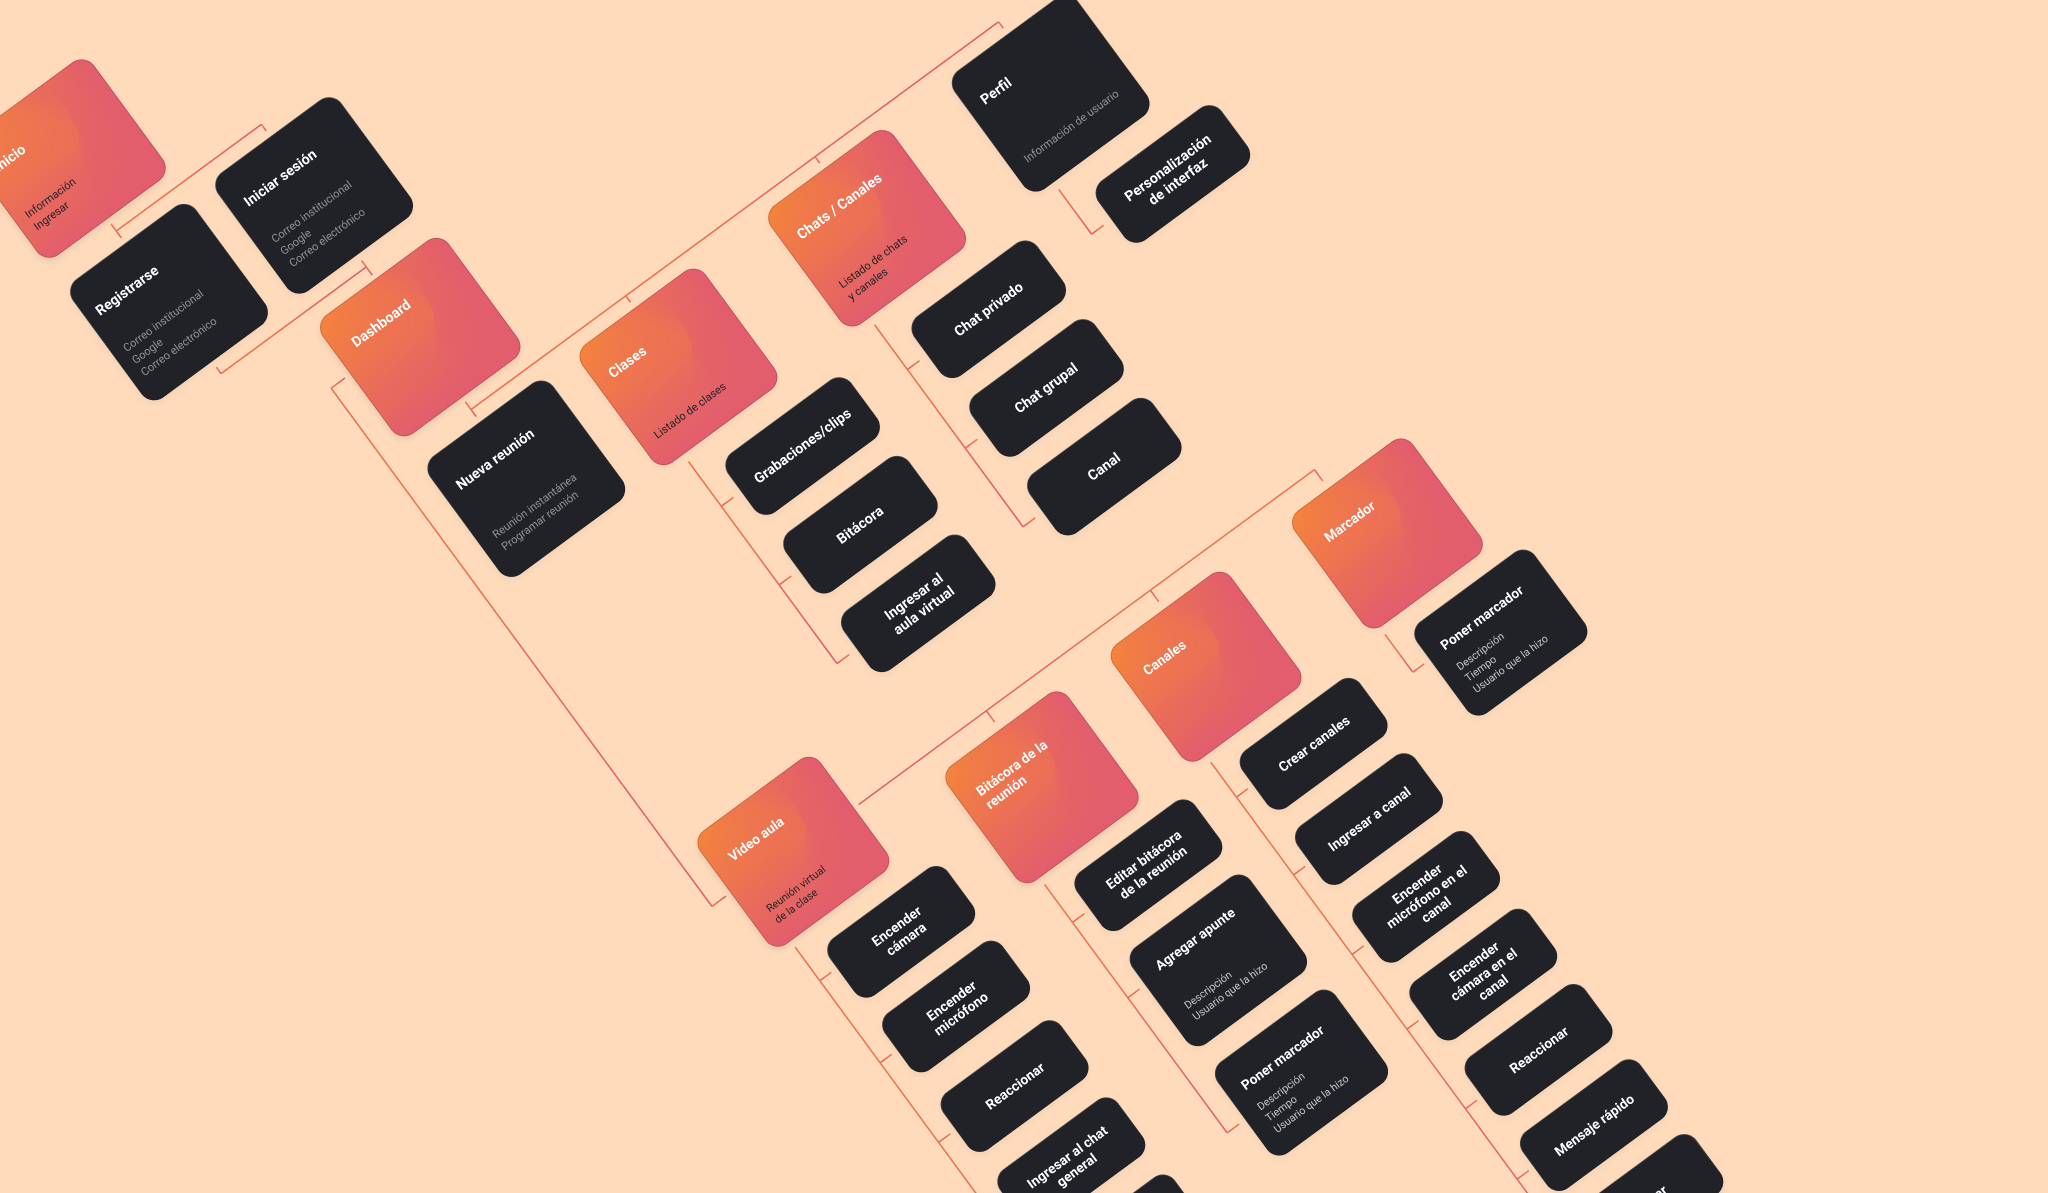 Información
Ingresar
Registrarse
Correo institucional
Google
Correo electrónico
Iniciar sesión
Correo institucional
Google
Correo electrónico
Dashboard
Nueva reunión
Reunión instantánea
Programar reunión
Clases
Listado de clases
Grabaciones/clips
Bitácora
Ingresar al
aula virtual
Chats / Canales
Listado de chats
y canales
Chat privado
Chat grupal
Canal
Perfil
Información de usuario
Personalización
de interfaz
Video aula
Reunión virtual
de la clase
Encender
cámara
Encender
micrófono
Reaccionar
Ingresar al chat
general
Bitácora de la
reunión
Editar bitácora
de la reunión
Agregar apunte
Descripción
Usuario que la hizo
Poner marcador
Descripción
Tiempo
Usuario que la hizo
Canales
Crear canales
Ingresar a canal
Encender
micrófono en el
canal
Encender
cámara en el
canal
Reaccionar
Mensaje rápido
Marcador
Poner marcador
Descripción
Tiempo
Usuario que la hizo